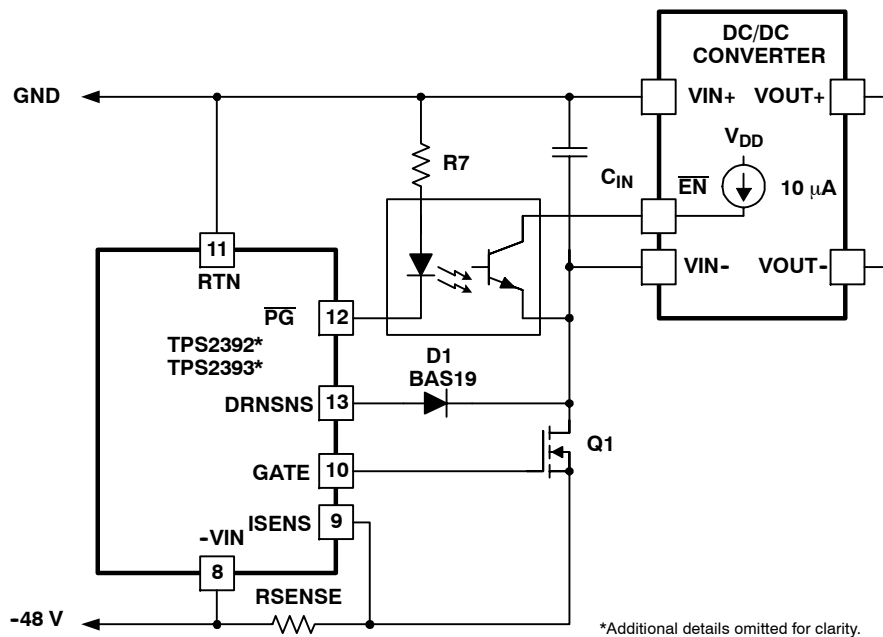 DC/DC
CONVERTER
GND
VIN+
VOUT+
VDD
R7
CIN
EN
10 μA
11
RTN
VIN-
VOUT-
PG
12
TPS2392*
TPS2393*
D1
BAS19
DRNSNS
13
Q1
GATE
10
ISENS
9
-VIN
8
RSENSE
-48 V
*Additional details omitted for clarity.